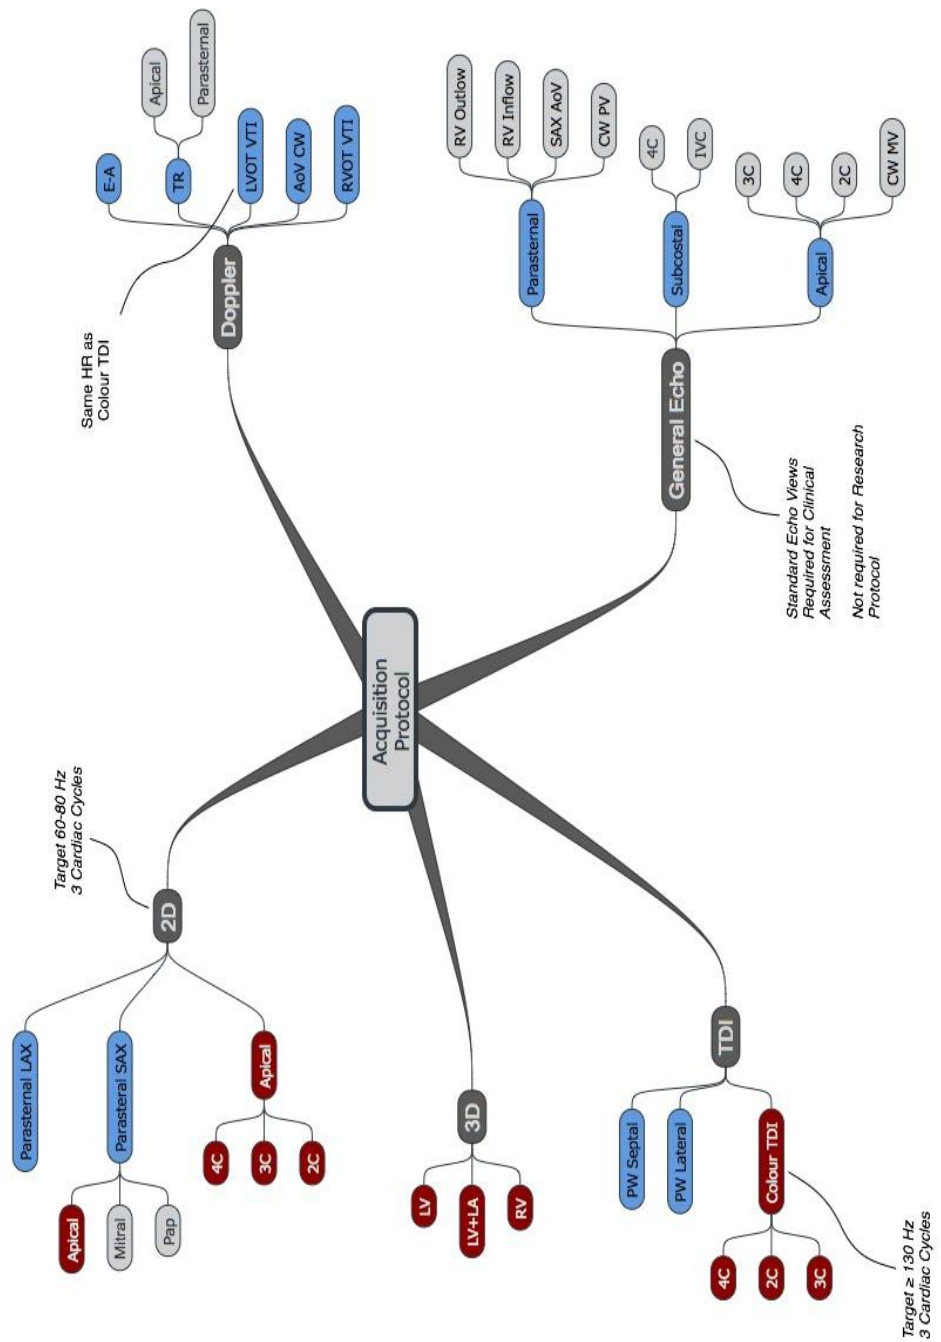 Acquisition
Protocol
2D
Target 60-80 Hz
3 Cardiac Cycles
Parasternal LAX
Parasteral SAX
Apical
Mitral
Pap
Apical
4C
3C
2C
3D
LV
LV+LA
RV
TDI
PW Septal
PW Lateral
Colour TDI
4C
2C
3C
Target ≥ 130 Hz
3 Cardiac Cycles
Doppler
E-A
TR
Apical
Parasternal
LVOT VTI
AoV CW
RVOT VTI
Same HR as
Colour TDI
General Echo
Parasternal
RV Outlow
RV Inflow
SAX AoV
CW PV
Subcostal
4C
IVC
Apical
3C
4C
2C
CW MV
Standard Echo Views
Required for Clinical
Assessment
Not required for Research
Protocol